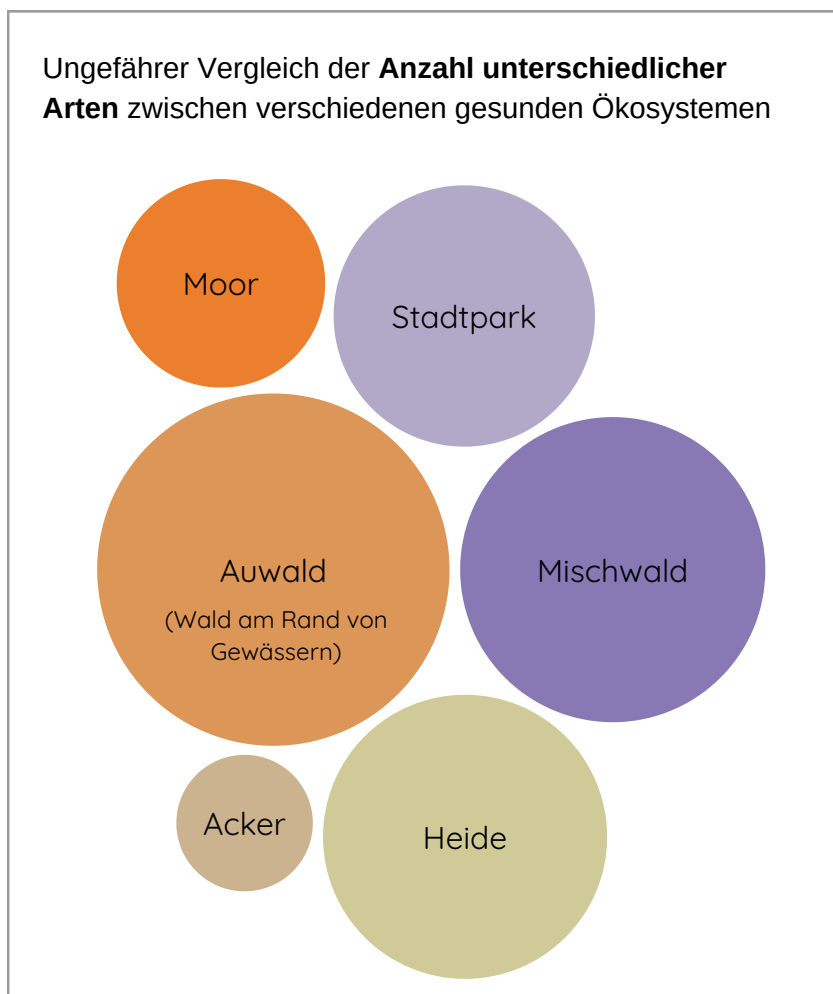 Ungefährer Vergleich der Anzahl unterschiedlicher
Arten zwischen verschiedenen gesunden Ökosystemen
Moor
Stadtpark
Auwald
(Wald am Rand von
Gewässern)
Mischwald
Acker
Heide